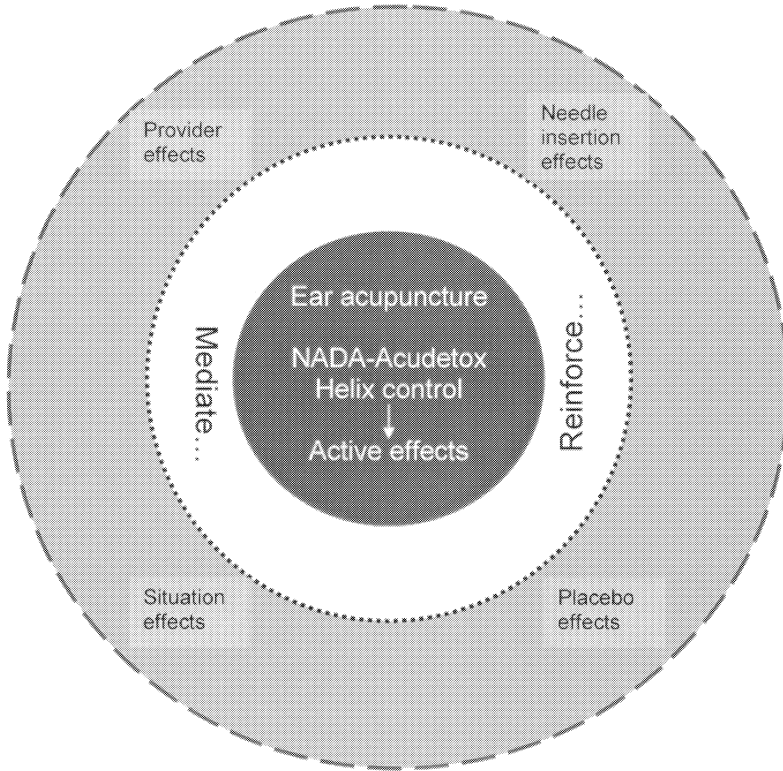 Provider
effects
Needle
insertion
effects
Ear acupuncture
NADA-Acudetox
Helix control
Active effects
Mediate...
Reinforce...
Situation
effects
Placebo
effects